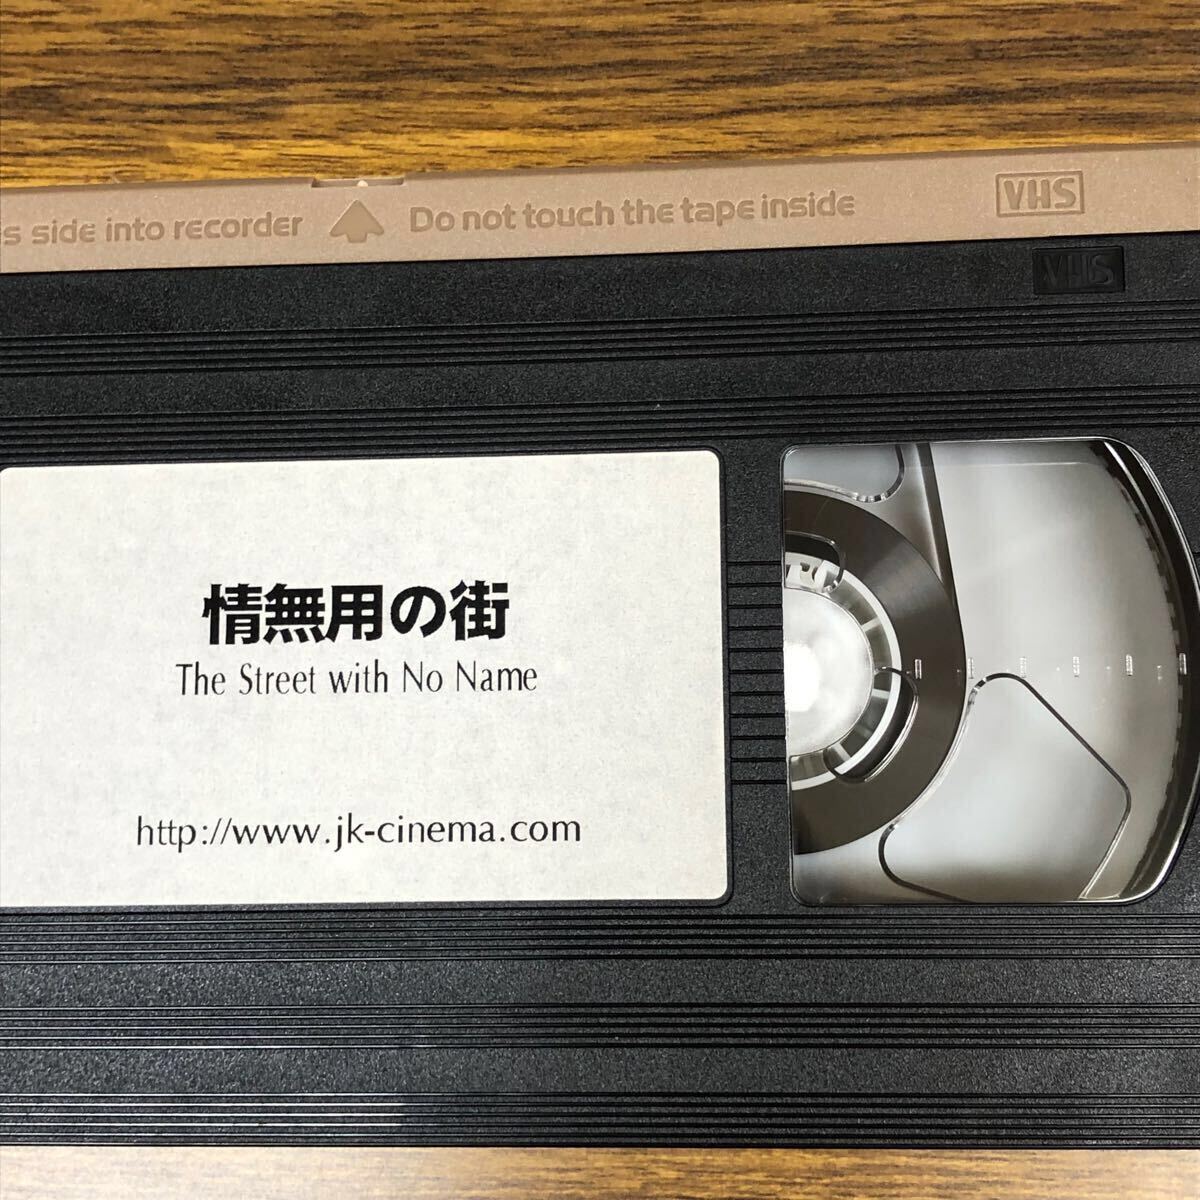 s side into recorder Do not touch the tape inside VHS
VHS
情無用の街
The Street with No Name
http://www.jk-cinema.com